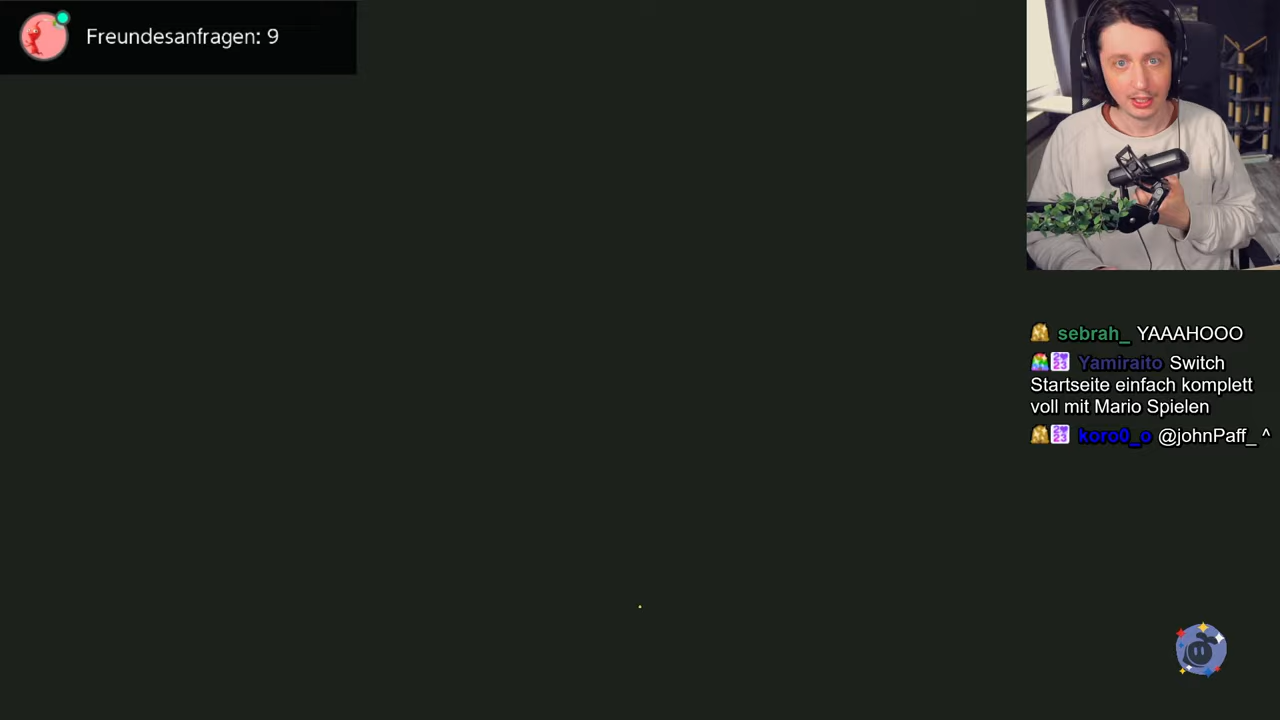 Freundesanfragen: 9
sebrah_ YAAAHOOO
Yamiraito Switch
Startseite einfach komplett
voll mit Mario Spielen
koro0_o @johnPaff_ ^